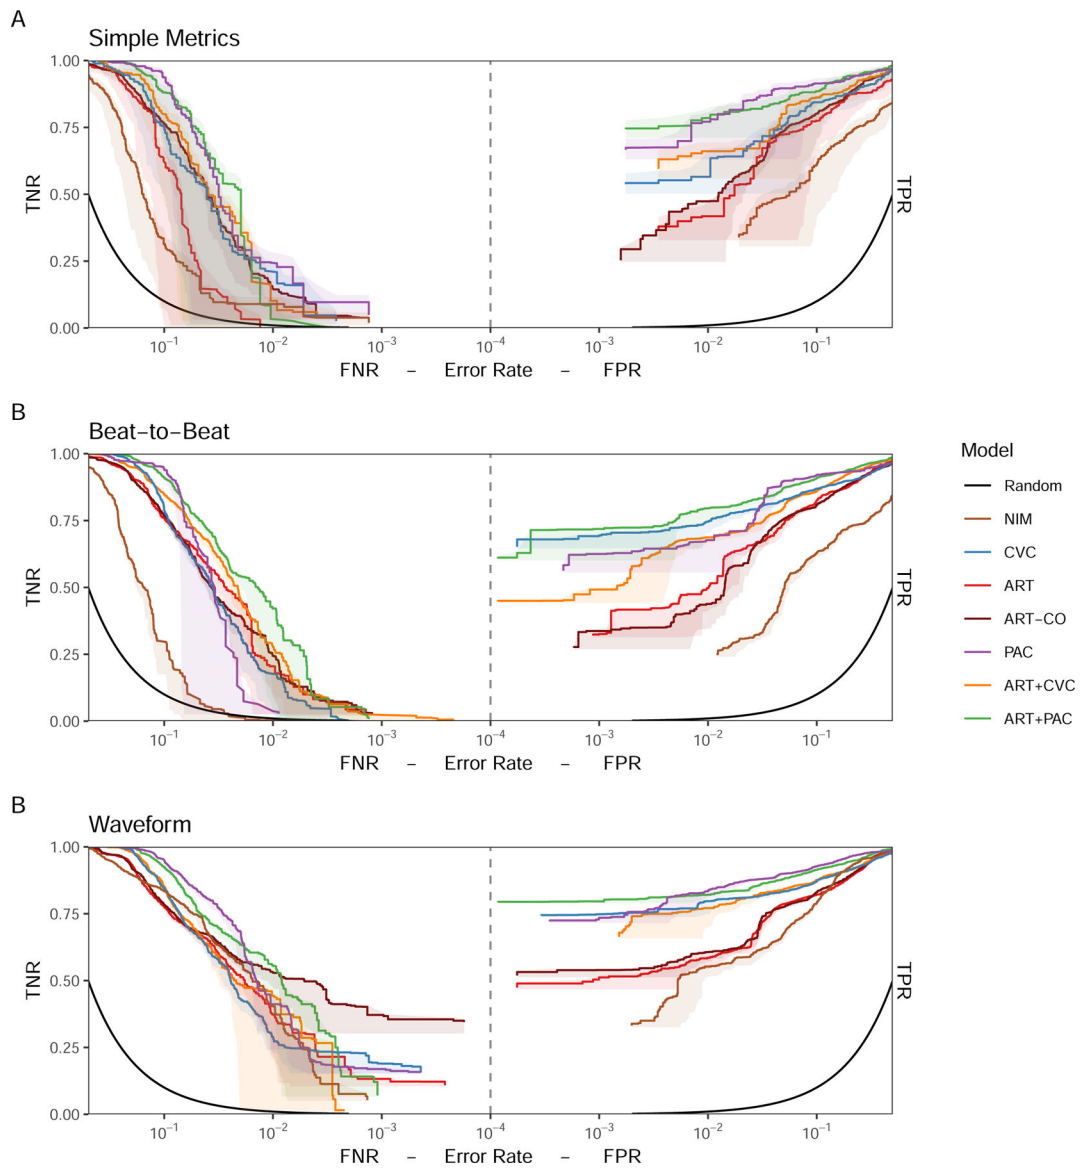 A
Simple Metrics
1.00
0.75
0.50
0.25
0.00
TNR
TPR
10⁻¹ 10⁻² 10⁻³ 10⁻⁴ 10⁻³ 10⁻² 10⁻¹
FNR – Error Rate – FPR
B
Beat–to–Beat
1.00
0.75
0.50
0.25
0.00
TNR
TPR
10⁻¹ 10⁻² 10⁻³ 10⁻⁴ 10⁻³ 10⁻² 10⁻¹
FNR – Error Rate – FPR
Model
Random
NIM
CVC
ART
ART–CO
PAC
ART+CVC
ART+PAC
B
Waveform
1.00
0.75
0.50
0.25
0.00
TNR
TPR
10⁻¹ 10⁻² 10⁻³ 10⁻⁴ 10⁻³ 10⁻² 10⁻¹
FNR – Error Rate – FPR